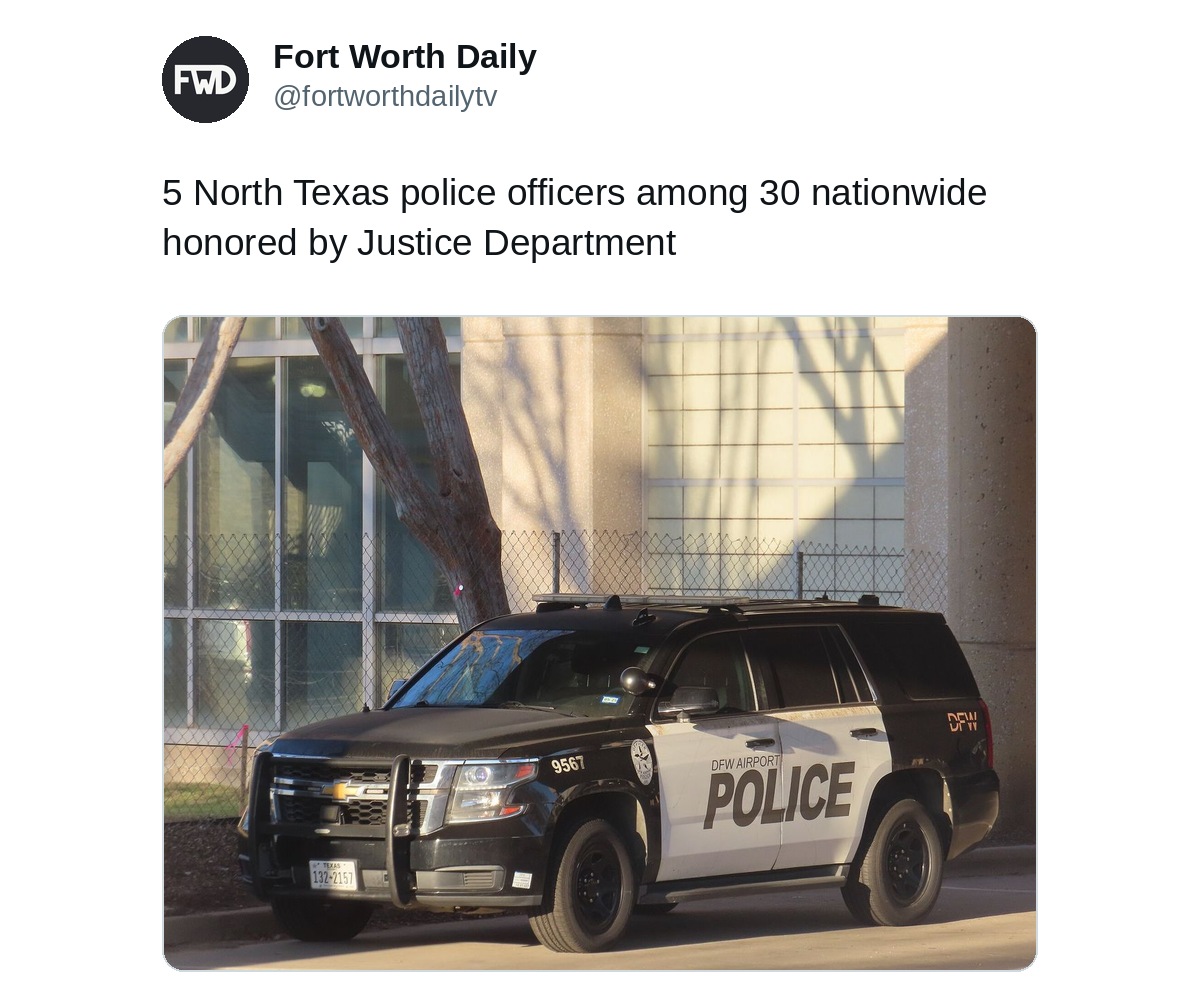 FWD
Fort Worth Daily
@fortworthdailytv
5 North Texas police officers among 30 nationwide
honored by Justice Department
9567
DFW AIRPORT
POLICE
DFW
TEXAS
132·2157